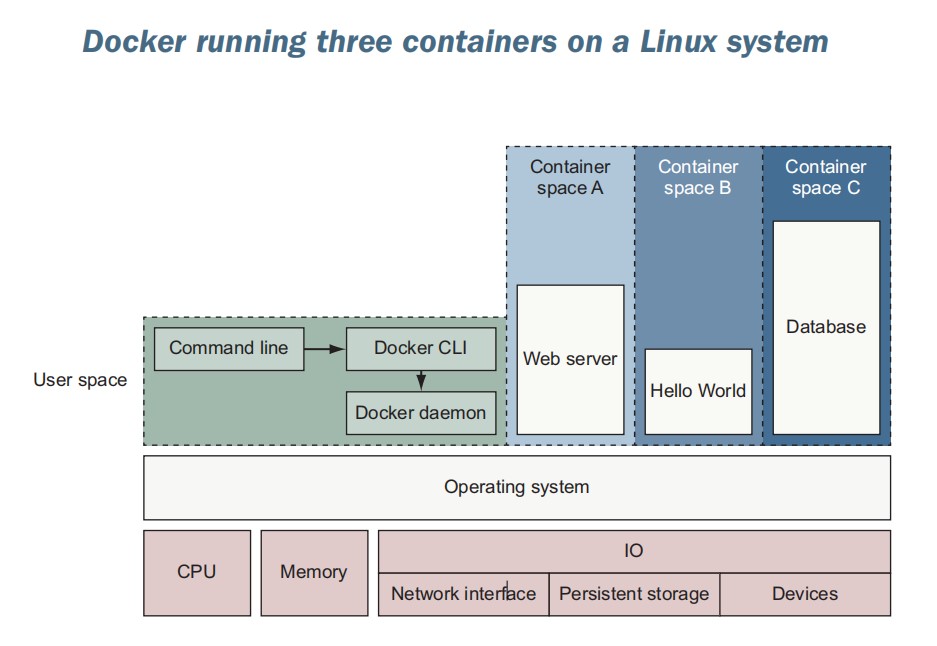 Docker running three containers on a Linux system
Container
space A
Container
space B
Container
space C
Database
Command line
Docker CLI
Web server
User space
Hello World
Docker daemon
Operating system
CPU
Memory
IO
Network interface
Persistent storage
Devices